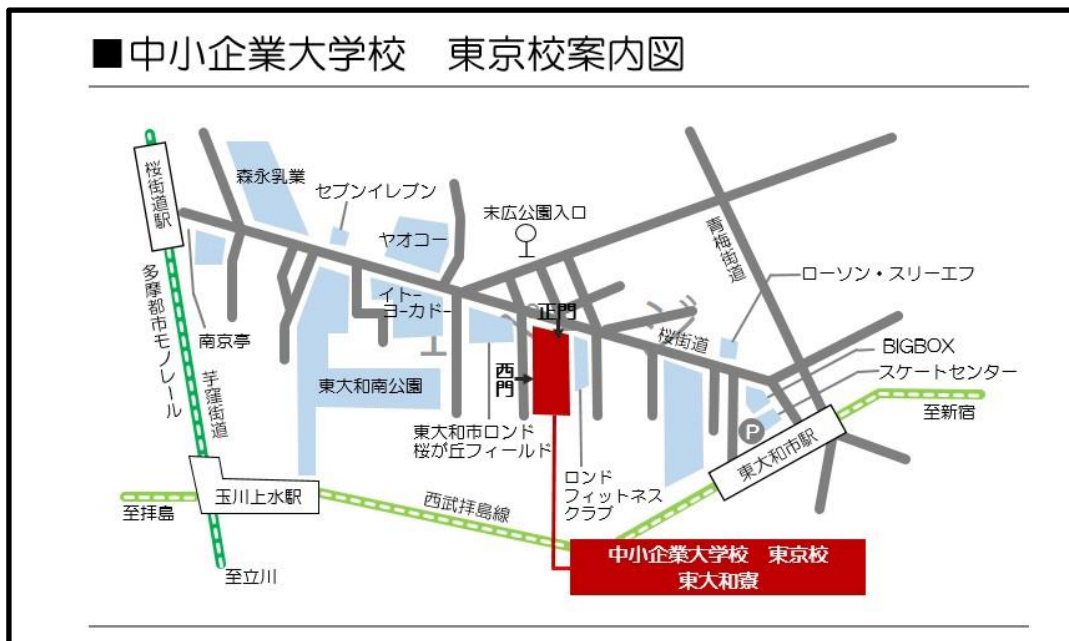 ■中小企業大学校　東京校案内図
桜街道駅
森永乳業
セブンイレブン
ヤオコー
末広公園入口
青梅街道
ローソン・スリーエフ
多摩都市モノレール
芋窪街道
南京亭
イトー
ヨーカドー
正門
桜街道
BIGBOX
スケートセンター
西門
東大和南公園
至新宿
P
東大和市ロンド
桜が丘フィールド
東大和市駅
ロンド
フィットネス
クラブ
玉川上水駅
至拝島
西武拝島線
至立川
中小企業大学校　東京校
東大和寮